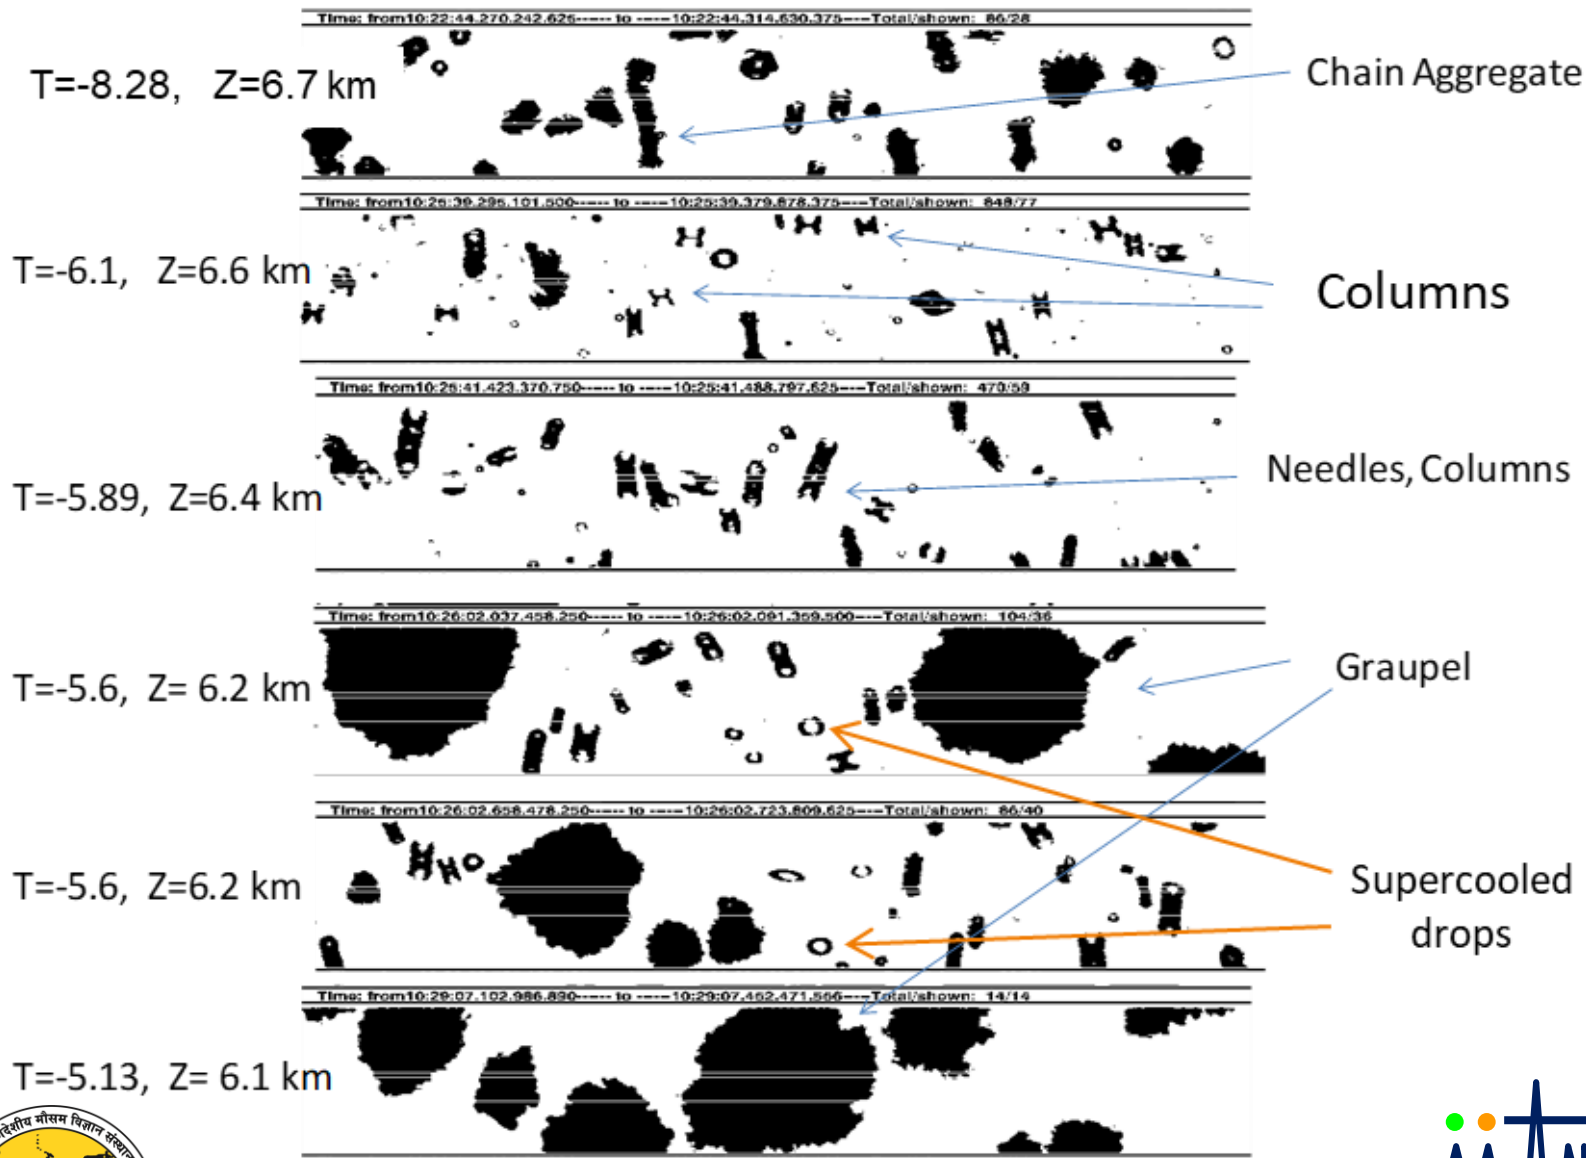 Time: from10:22:44.270.242.625------ to -----10:22:44.314.630.375----Total/shown: 86/28
T=-8.28, Z=6.7 km
Chain Aggregate
Time: from10:25:39.295.101.500------ to -----10:25:39.379.878.375----Total/shown: 848/77
T=-6.1, Z=6.6 km
Columns
Time: from10:25:41.423.370.750------ to -----10:25:41.488.797.625----Total/shown: 470/59
T=-5.89, Z=6.4 km
Needles, Columns
Time: from10:26:02.037.458.250------ to -----10:26:02.091.359.500----Total/shown: 104/36
T=-5.6, Z= 6.2 km
Graupel
Time: from10:26:02.658.478.250------ to -----10:26:02.723.809.625----Total/shown: 86/40
T=-5.6, Z=6.2 km
Supercooled
drops
Time: from10:29:07.102.986.890------ to -----10:29:07.452.471.566----Total/shown: 14/14
T=-5.13, Z= 6.1 km
मौसम विज्ञान